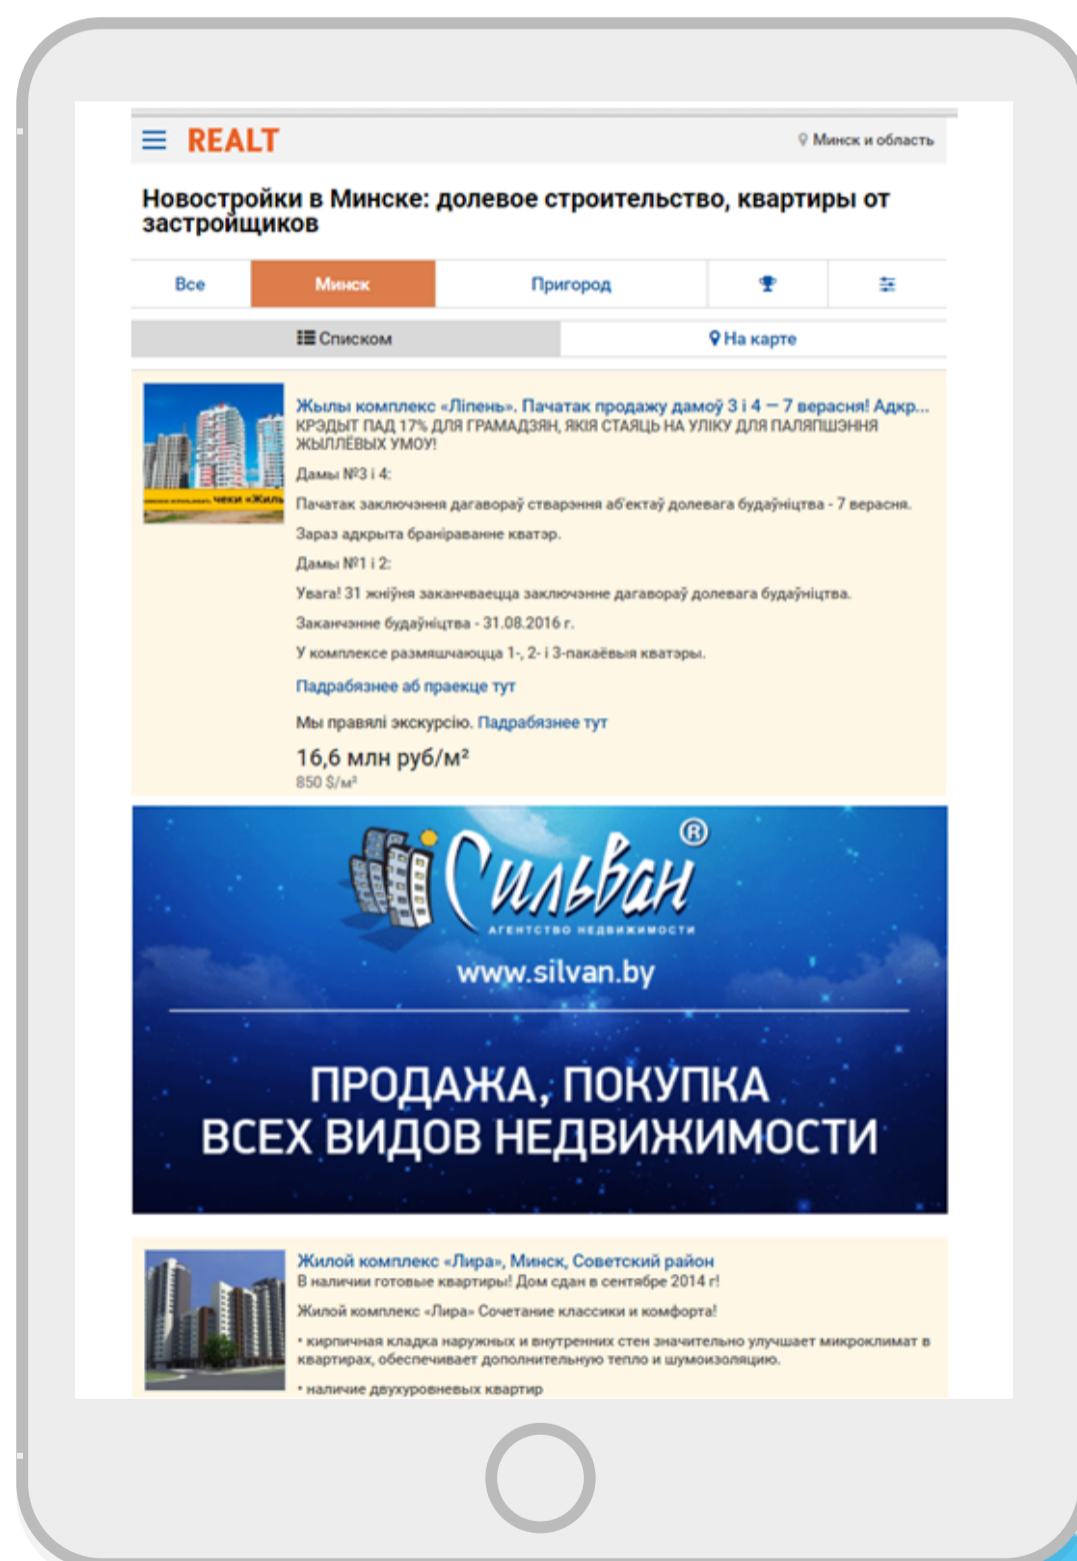 REALT
Минск и область
Новостройки в Минске: долевое строительство, квартиры от
застройщиков
Все
Минск
Пригород
Списком
На карте
Жылы комплекс «Ліпень». Пачатак продажу дамоў 3 і 4 — 7 верасня! Адкр...
КРЭДЫТ ПАД 17% ДЛЯ ГРАМАДЗЯН, ЯКІЯ СТАЯЦЬ НА УЛІКУ ДЛЯ ПАЛЯПШЭННЯ
ЖЫЛЛЁВЫХ УМОУ!
Дамы №3 і 4:
Пачатак заключэння дагавораў стварэння аб'ектаў долевага будаўніцтва - 7 верасня.
Зараз адкрыта браніраванне кватэр.
Дамы №1 і 2:
Увага! 31 жніўня заканчваецца заключэнне дагавораў долевага будаўніцтва.
Заканчэнне будаўніцтва - 31.08.2016 г.
У комплексе размяшчаюцца 1-, 2- і 3-пакаёвыя кватэры.
Падрабязнее аб праекце тут
Мы правялі экскурсію. Падрабязнее тут
16,6 млн руб/м²
850 $/м²
чеки «Жиль
СильВан ®
АГЕНТСТВО НЕДВИЖИМОСТИ
www.silvan.by
ПРОДАЖА, ПОКУПКА
ВСЕХ ВИДОВ НЕДВИЖИМОСТИ
Жилой комплекс «Лира», Минск, Советский район
В наличии готовые квартиры! Дом сдан в сентябре 2014 г!
Жилой комплекс «Лира» Сочетание классики и комфорта!
• кирпичная кладка наружных и внутренних стен значительно улучшает микроклимат в
квартирах, обеспечивает дополнительную тепло и шумоизоляцию.
• наличие двухуровневых квартир